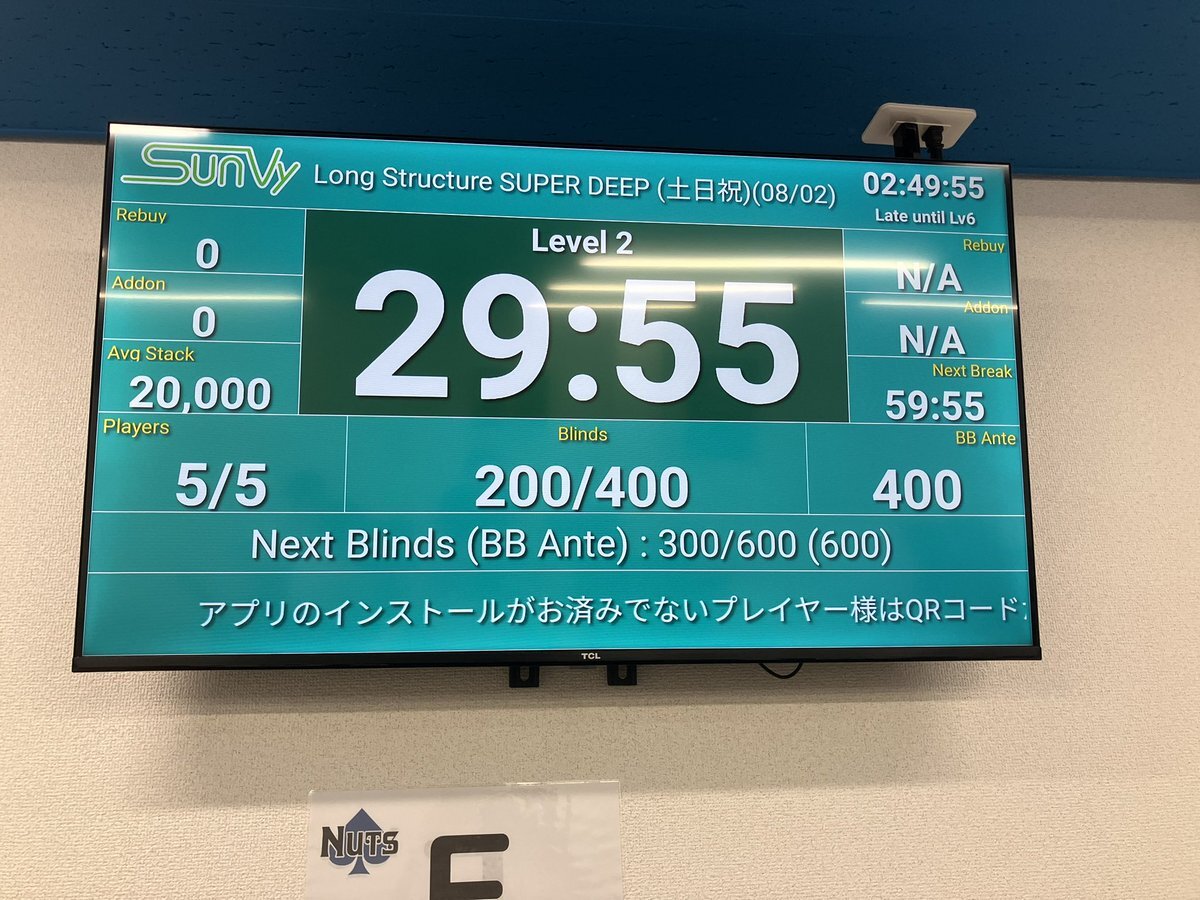 SunVy
Long Structure SUPER DEEP (土日祝)(08/02)
02:49:55
Late until Lv6
Rebuy
0
Addon
0
Avg Stack
20,000
Level 2
29:55
Rebuy
N/A
Addon
N/A
Next Break
59:55
Players
5/5
Blinds
200/400
BB Ante
400
Next Blinds (BB Ante) : 300/600 (600)
アプリのインストールがお済みでないプレイヤー様はQRコード
TCL
NUTS